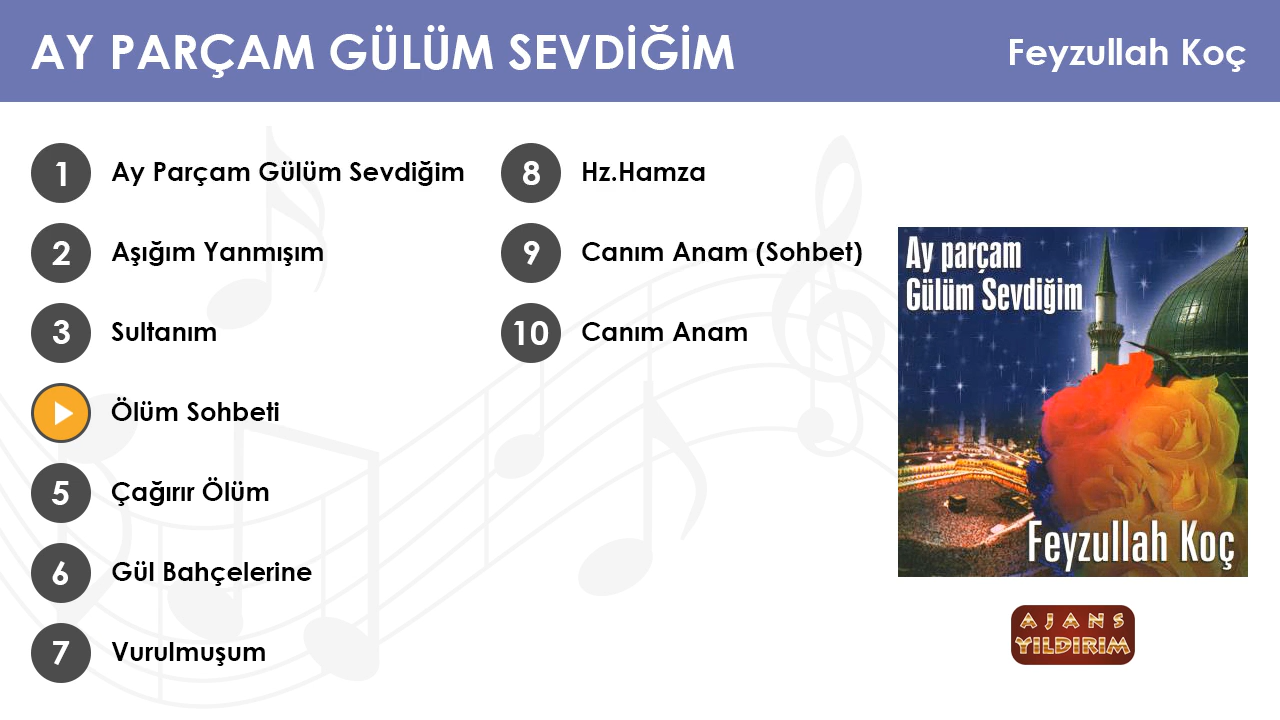 AY PARÇAM GÜLÜM SEVDİĞİM
Feyzullah Koç
1 Ay Parçam Gülüm Sevdiğim
2 Aşığım Yanmışım
3 Sultanım
Ölüm Sohbeti
5 Çağırır Ölüm
6 Gül Bahçelerine
7 Vurulmuşum
8 Hz.Hamza
9 Canım Anam (Sohbet)
10 Canım Anam
Ay parçam
Gülüm Sevdiğim
Feyzullah Koç
AJANS
YILDIRIM